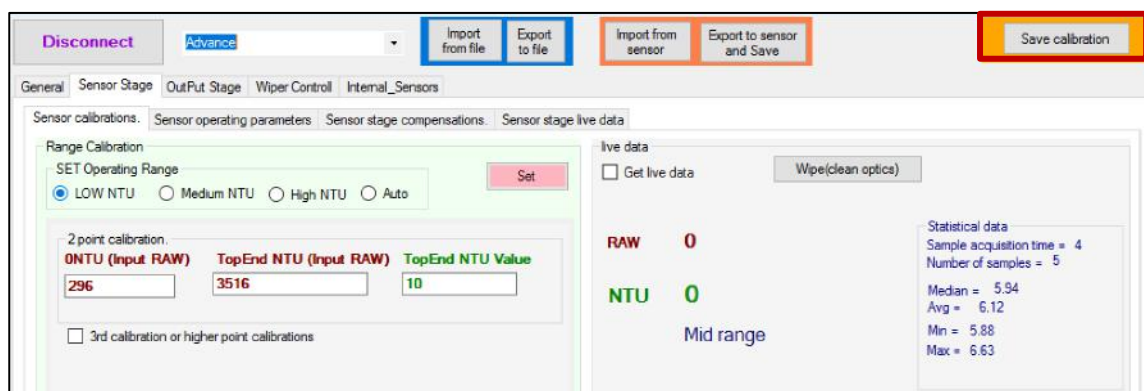 Disconnect
Advance
Import from file
Export to file
Import from sensor
Export to sensor and Save
Save calibration
General Sensor Stage OutPut Stage Wiper Controll Internal_Sensors
Sensor calibrations. Sensor operating parameters Sensor stage compensations. Sensor stage live data
Range Calibration
SET Operating Range
LOW NTU Medium NTU High NTU Auto
Set
2 point calibration.
0NTU (Input RAW) TopEnd NTU (Input RAW) TopEnd NTU Value
296 3516 10
3rd calibration or higher point calibrations
live data
Get live data
Wipe(clean optics)
RAW 0
NTU 0
Mid range
Statistical data
Sample acquisition time = 4
Number of samples = 5
Median = 5.94
Avg = 6.12
Min = 5.88
Max = 6.63